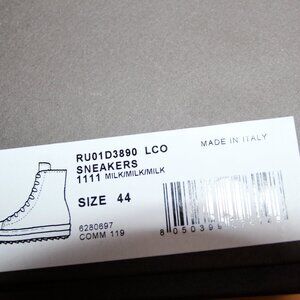 RU01D3890 LCO
SNEAKERS
1111 MILK/MILK/MILK
MADE IN ITALY
SIZE 44
6280697
COMM 119